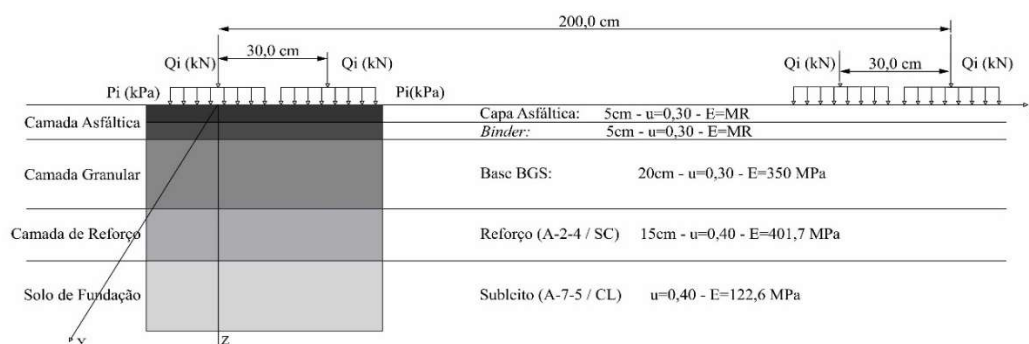 200,0 cm
30,0 cm
30,0 cm
Qi (kN)
Qi (kN)
Qi (kN)
Qi (kN)
Pi (kPa)
Pi(kPa)
Camada Asfáltica
Capa Asfáltica: 5cm - u=0,30 - E=MR
Binder: 5cm - u=0,30 - E=MR
Camada Granular
Base BGS: 20cm - u=0,30 - E=350 MPa
Camada de Reforço
Reforço (A-2-4 / SC) 15cm - u=0,40 - E=401,7 MPa
Solo de Fundação
Subleito (A-7-5 / CL) u=0,40 - E=122,6 MPa
Z